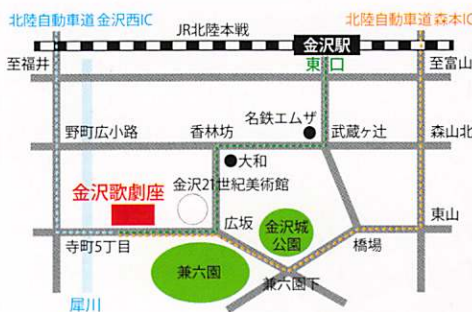 北陸自動車道 金沢西IC
北陸自動車道 森本IC
JR北陸本戦
金沢駅
至福井
東口
至富山
名鉄エムザ
野町広小路
香林坊
武蔵ヶ辻
森山北
大和
金沢21世紀美術館
金沢歌劇座
広坂
金沢城
公園
東山
寺町5丁目
橋場
兼六園
兼六園下
犀川